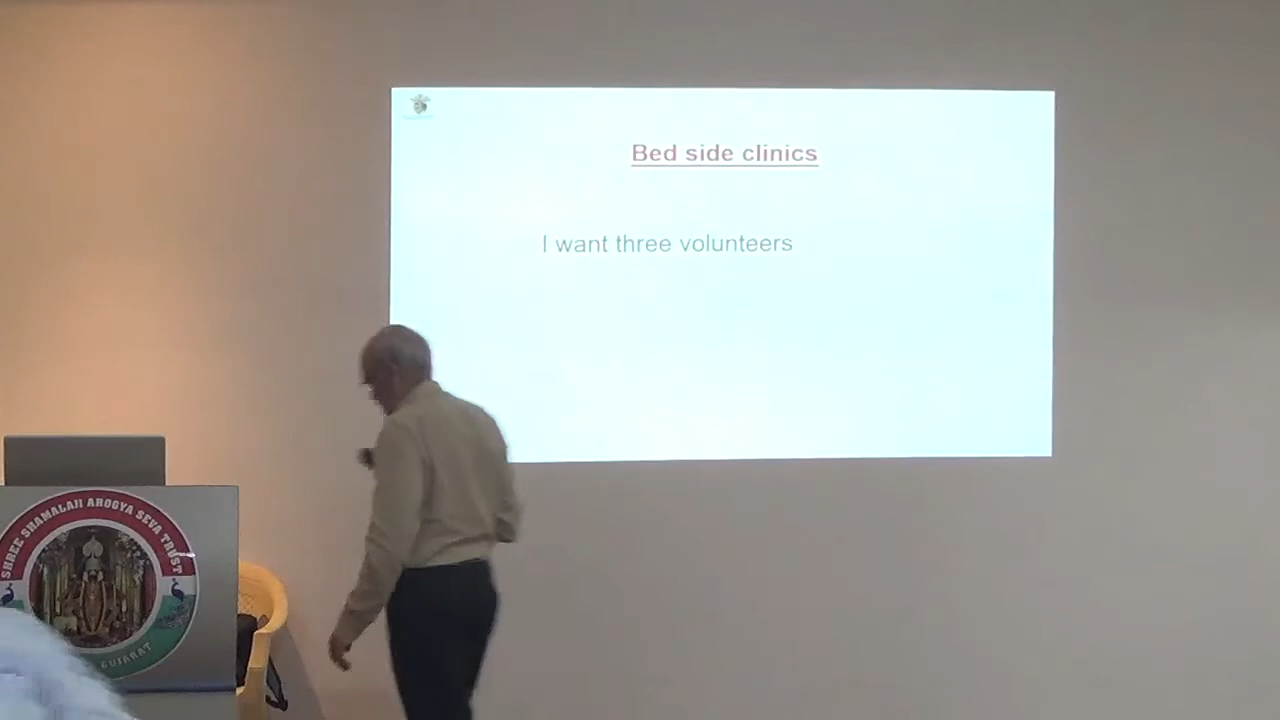 Bed side clinics
I want three volunteers
SHREE SHAMALAJI AROGYA SEVA TRUST
GUJARAT